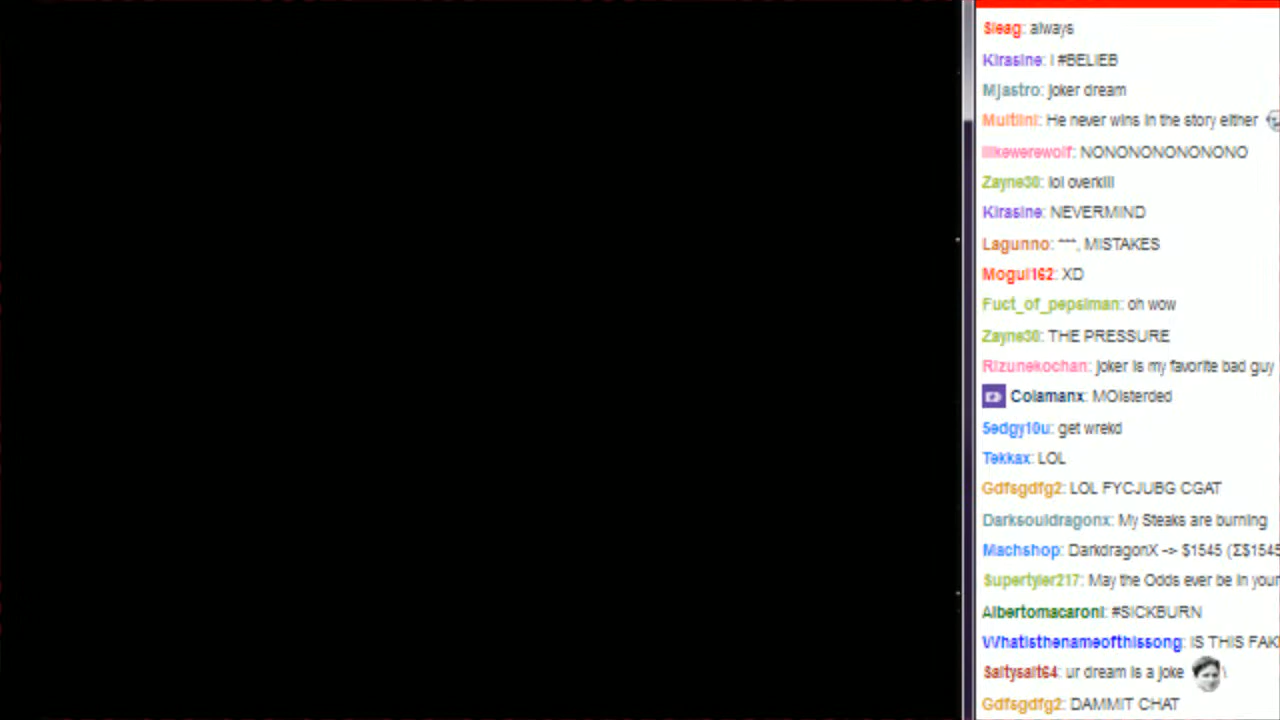 Sleag: always
Kirasine: I #BELIEB
Mjastro: joker dream
Multiini: He never wins in the story either
Iilkewerewolf: NONONONONONONO
Zayne30: lol overkill
Kirasine: NEVERMIND
Lagunno: ***, MISTAKES
Mogul162: XD
Fuct_of_pepsiman: oh wow
Zayne30: THE PRESSURE
Rizunekochan: joker is my favorite bad guy
Colamanx: MOIsterded
5edgy10u: get wrekd
Tekkax: LOL
Gdfsgdfg2: LOL FYCJUBG CGAT
Darksouldragonx: My Steaks are burning
Machshop: DarkdragonX -> $1545 (Σ$1545
Supertyler217: May the Odds ever be in your
Albertomacaroni: #SICKBURN
Whatisthenameofthissong: IS THIS FAK
Saltysalt64: ur dream is a joke \
Gdfsgdfg2: DAMMIT CHAT